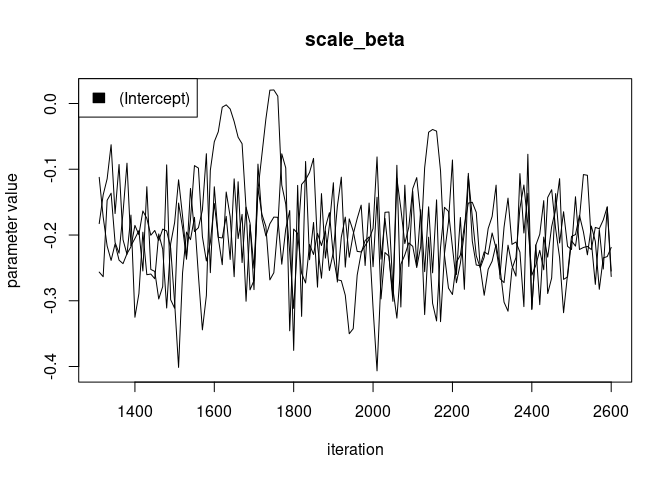 scale_beta
(Intercept)
parameter value
0.0
-0.1
-0.2
-0.3
-0.4
1400 1600 1800 2000 2200 2400 2600
iteration